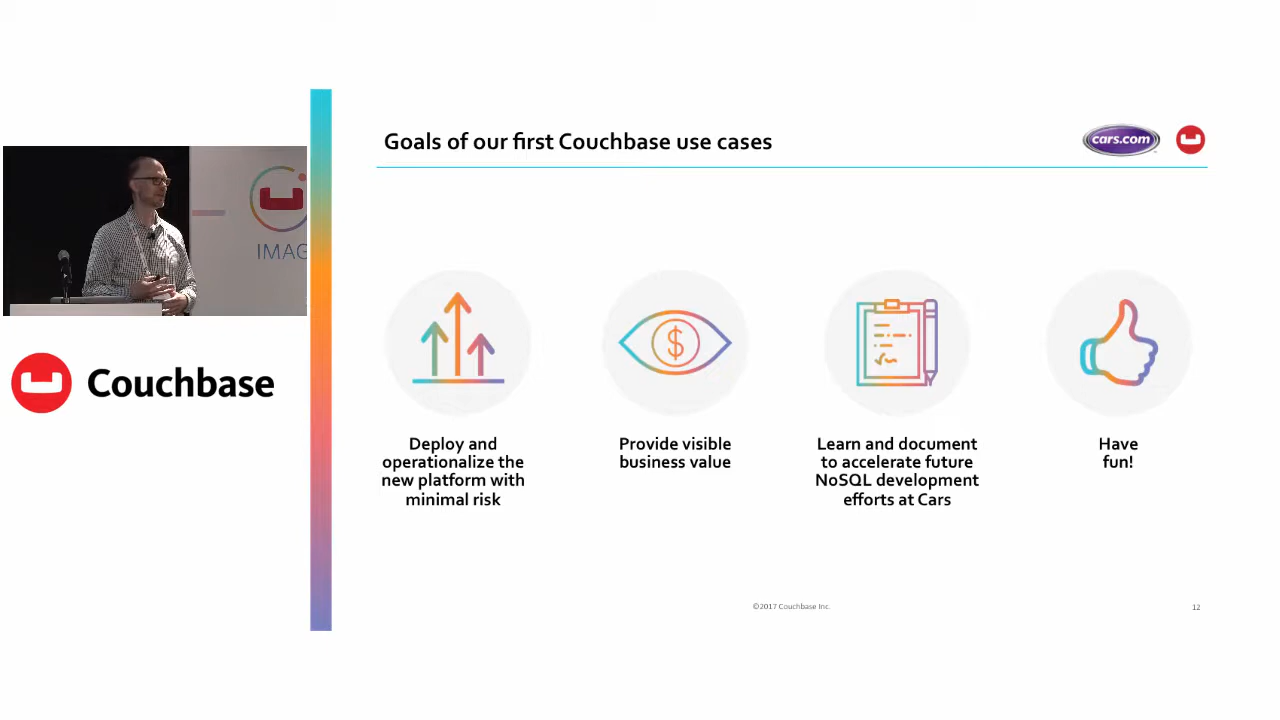 Goals of our first Couchbase use cases
cars.com
IMAG
Couchbase
Deploy and
operationalize the
new platform with
minimal risk
Provide visible
business value
Learn and document
to accelerate future
NoSQL development
efforts at Cars
Have
fun!
©2017 Couchbase Inc.
12